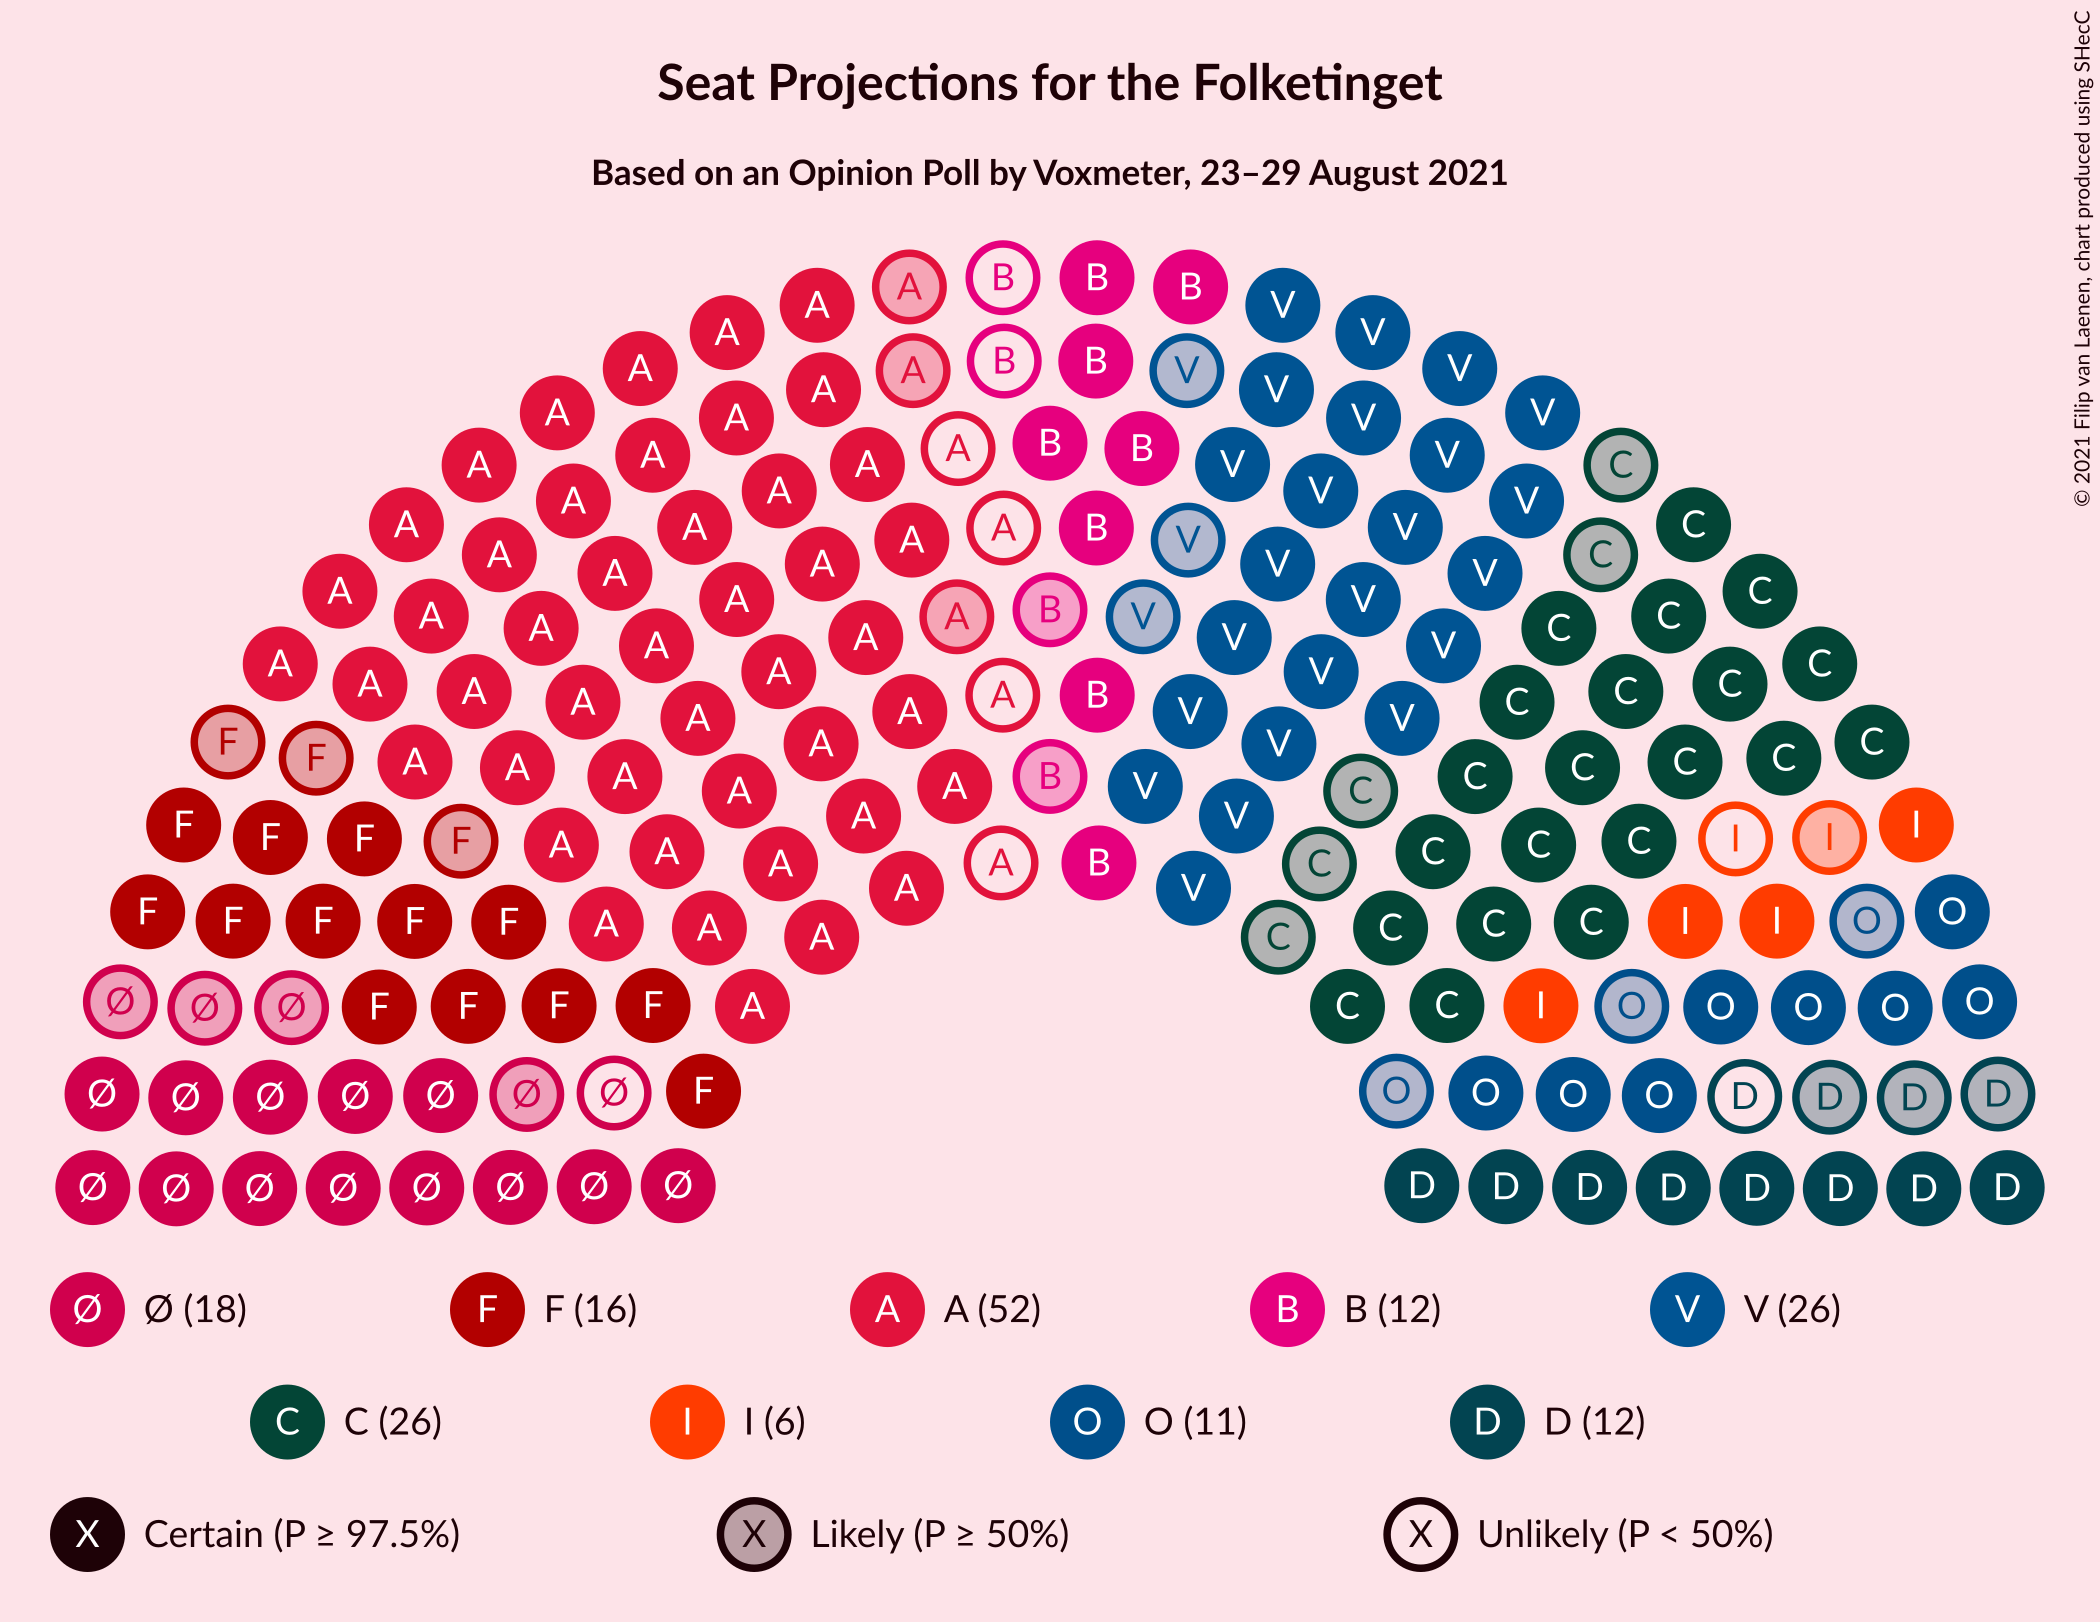 Seat Projections for the Folketinget
Based on an Opinion Poll by Voxmeter, 23–29 August 2021
© 2021 Filip van Laenen, chart produced using SHecC
A B B B
A A V V
A A B B V V V
A A A V V
A A A B B V V V C
A A A V V V
A A A A B V V V C C
A A A A V V V C
A A A A A B V V V V C C C
A A A A A V V V C C
F A A A A A B V V V C C C C
F F A A A A A B V V C C C C C
F F F F A A A A A B V C C C C I I I
F F F F F A A A A V C C C C I I O O
Ø Ø Ø F F F F A C C I O O O O O
Ø Ø Ø Ø Ø Ø Ø F O O O O D D D D
Ø Ø Ø Ø Ø Ø Ø Ø D D D D D D D D
Ø Ø (18) F F (16) A A (52) B B (12) V V (26)
C C (26) I I (6) O O (11) D D (12)
X Certain (P ≥ 97.5%) X Likely (P ≥ 50%) X Unlikely (P < 50%)